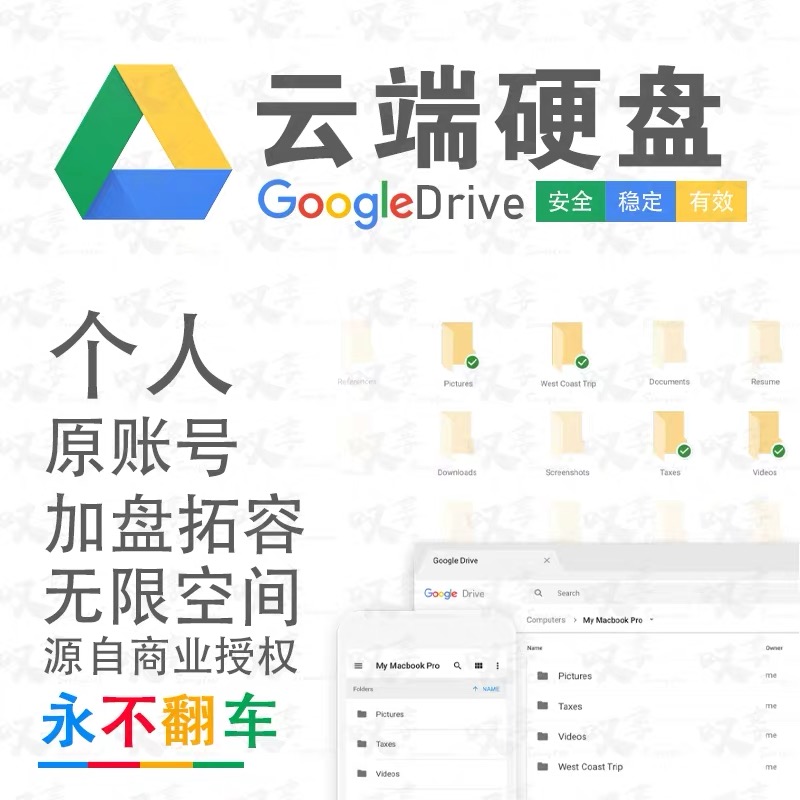 云端硬盘
GoogleDrive 安全 稳定 有效
个人
原账号
加盘拓容
无限空间
源自商业授权
永不翻车
References Pictures West Coast Trip Documents Resume
Downloads Screenshots Taxes Videos
Google Drive ×
Google Drive Search
Computers > My Macbook Pro
Name Owner
Pictures me
Taxes me
Videos me
West Coast Trip me
My Macbook Pro
Folders ↑ NAME
Pictures
Taxes
Videos